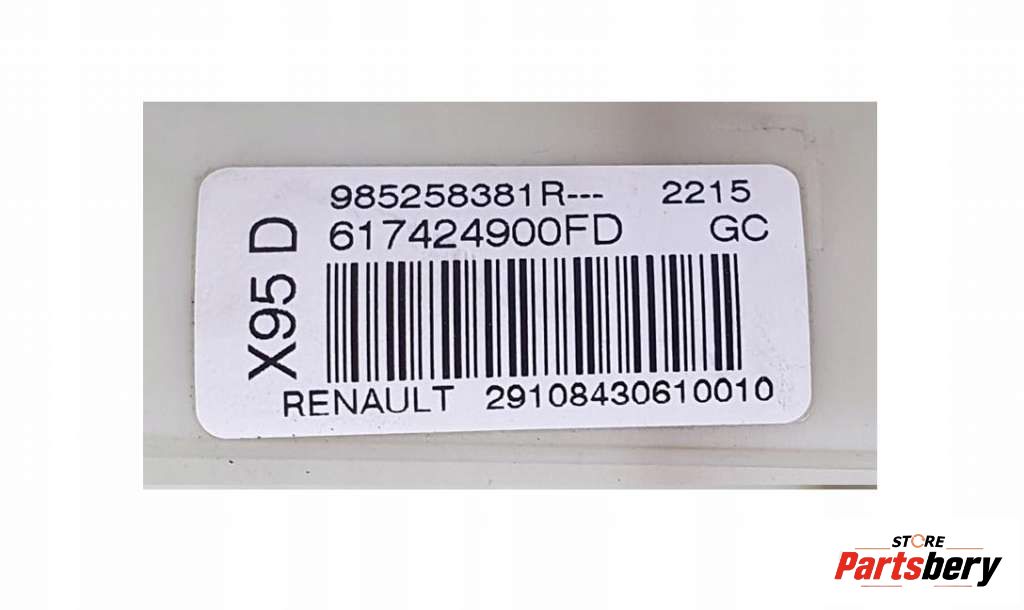 985258381R--- 2215
617424900FD GC
X95 D
RENAULT 29108430610010
STORE
Partsbery